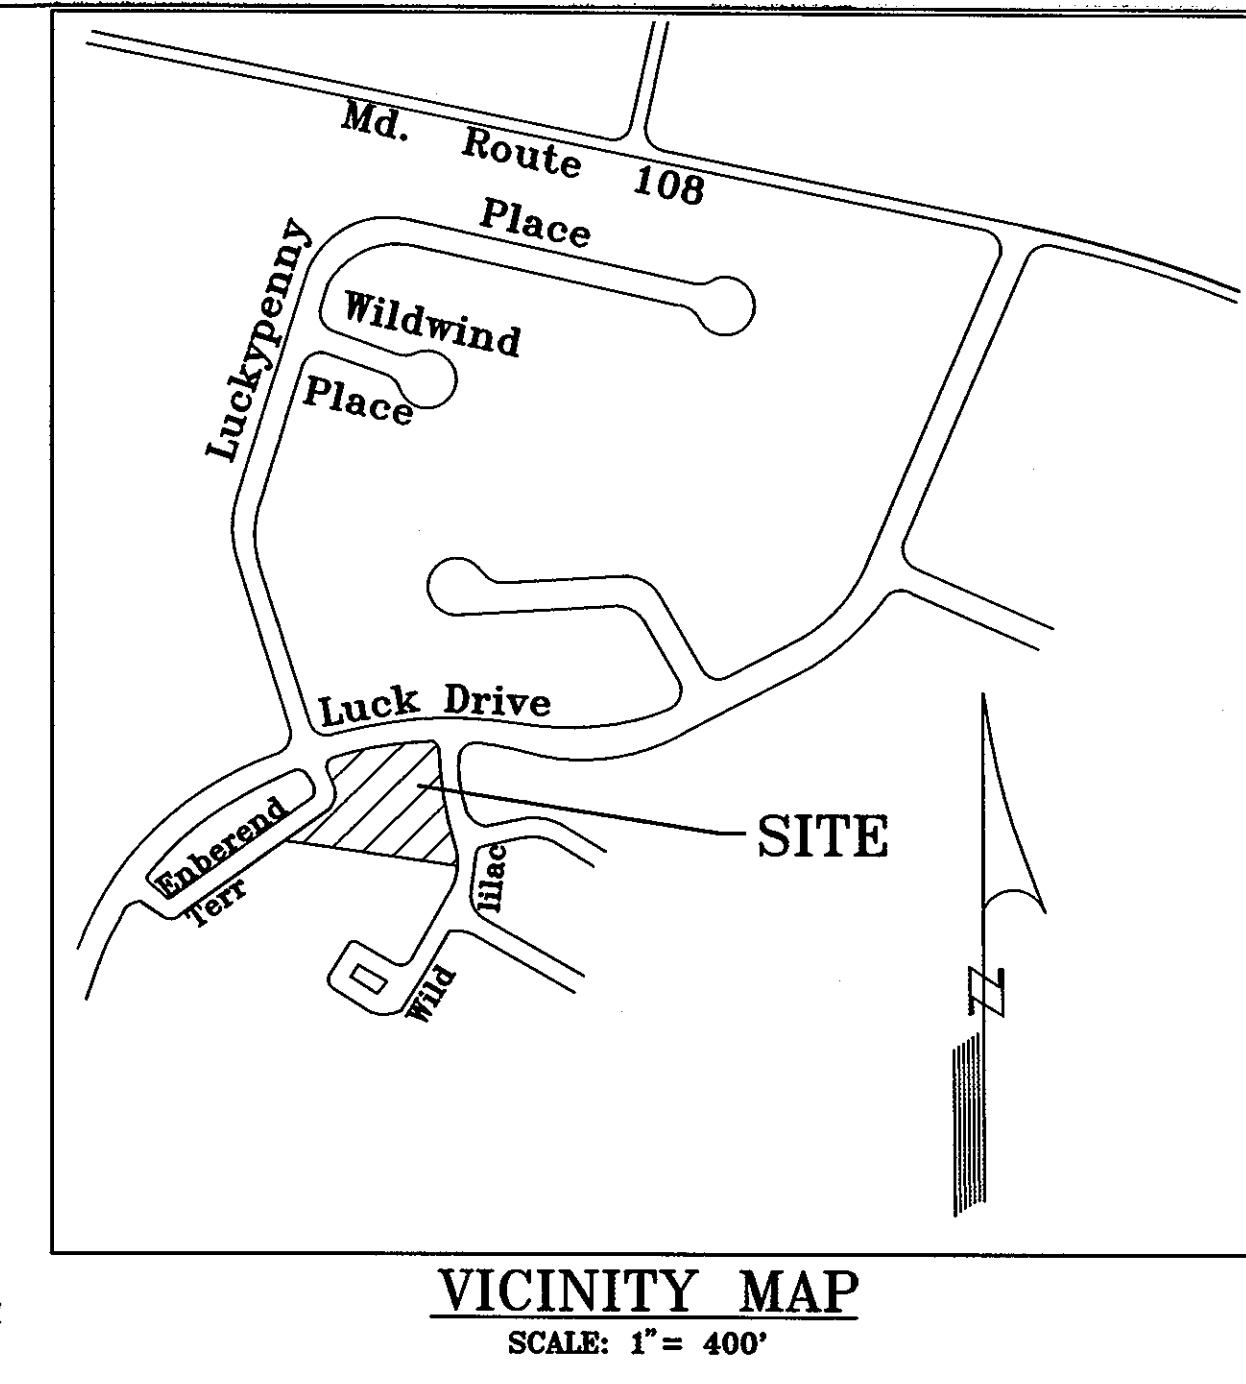 Md. Route 108
Luckypenny Place
Wildwind
Place
Luck Drive
Enberend
Terr
SITE
Wild lilac
N
VICINITY MAP
SCALE: 1"= 400'